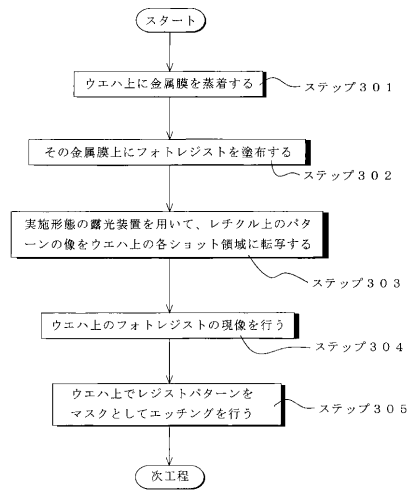 スタート
ウエハ上に金属膜を蒸着する
ステップ３０１
その金属膜上にフォトレジストを塗布する
ステップ３０２
実施形態の露光装置を用いて、レチクル上のパタ
ーンの像をウエハ上の各ショット領域に転写する
ステップ３０３
ウエハ上のフォトレジストの現像を行う
ステップ３０４
ウエハ上でレジストパターンを
マスクとしてエッチングを行う
ステップ３０５
次工程